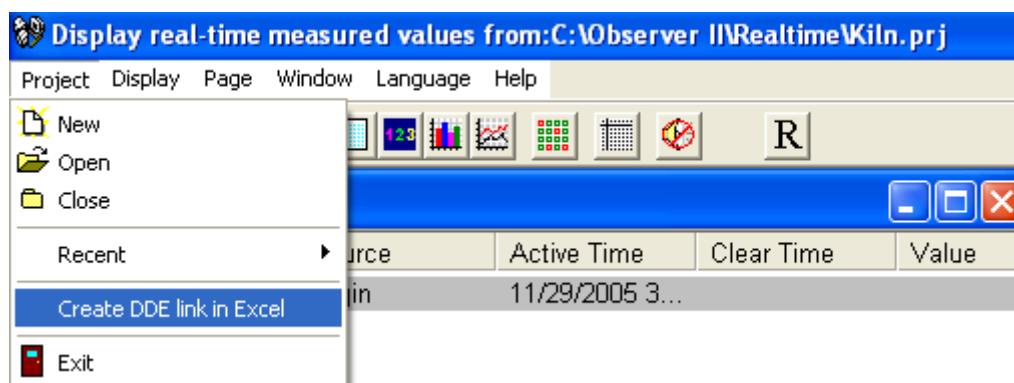 Display real-time measured values from:C:\Observer II\Realtime\Kiln.prj
Project Display Page Window Language Help
New
123
R
Open
Close
Recent
Active Time Clear Time Value
11/29/2005 3...
Create DDE link in Excel
Exit